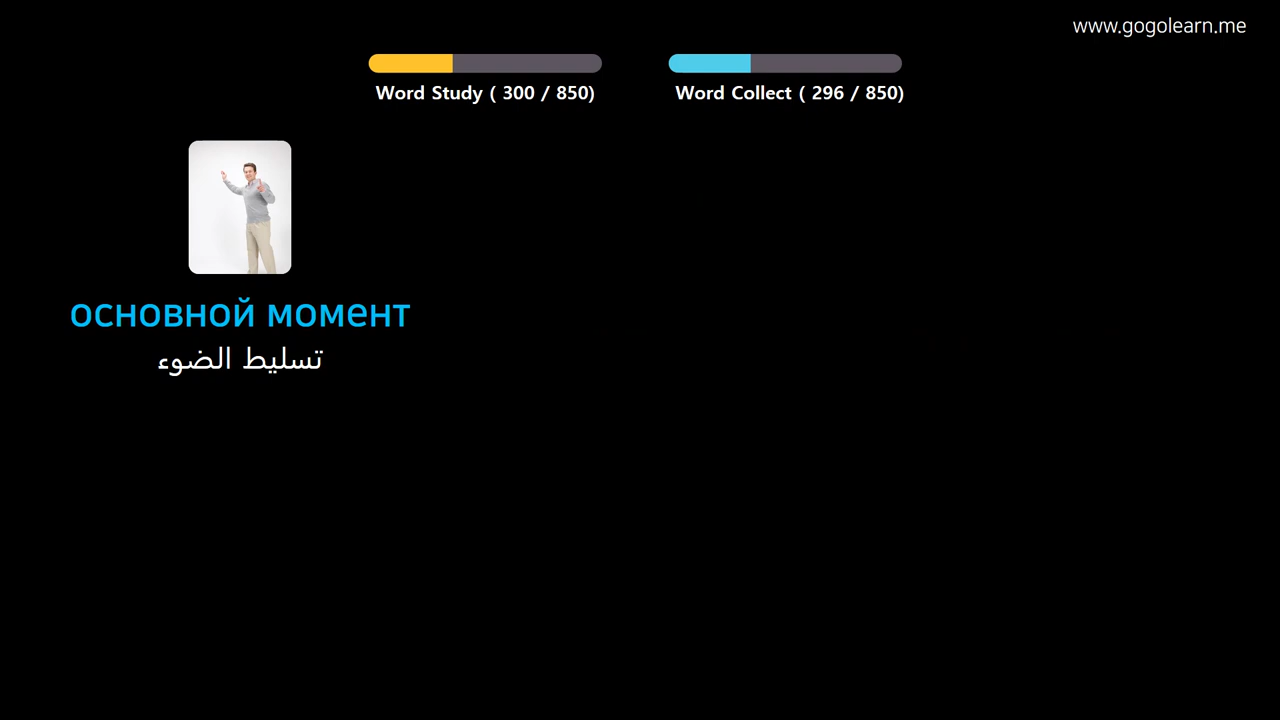 www.gogolearn.me
Word Study ( 300 / 850)
Word Collect ( 296 / 850)
основной момент
تسليط الضوء